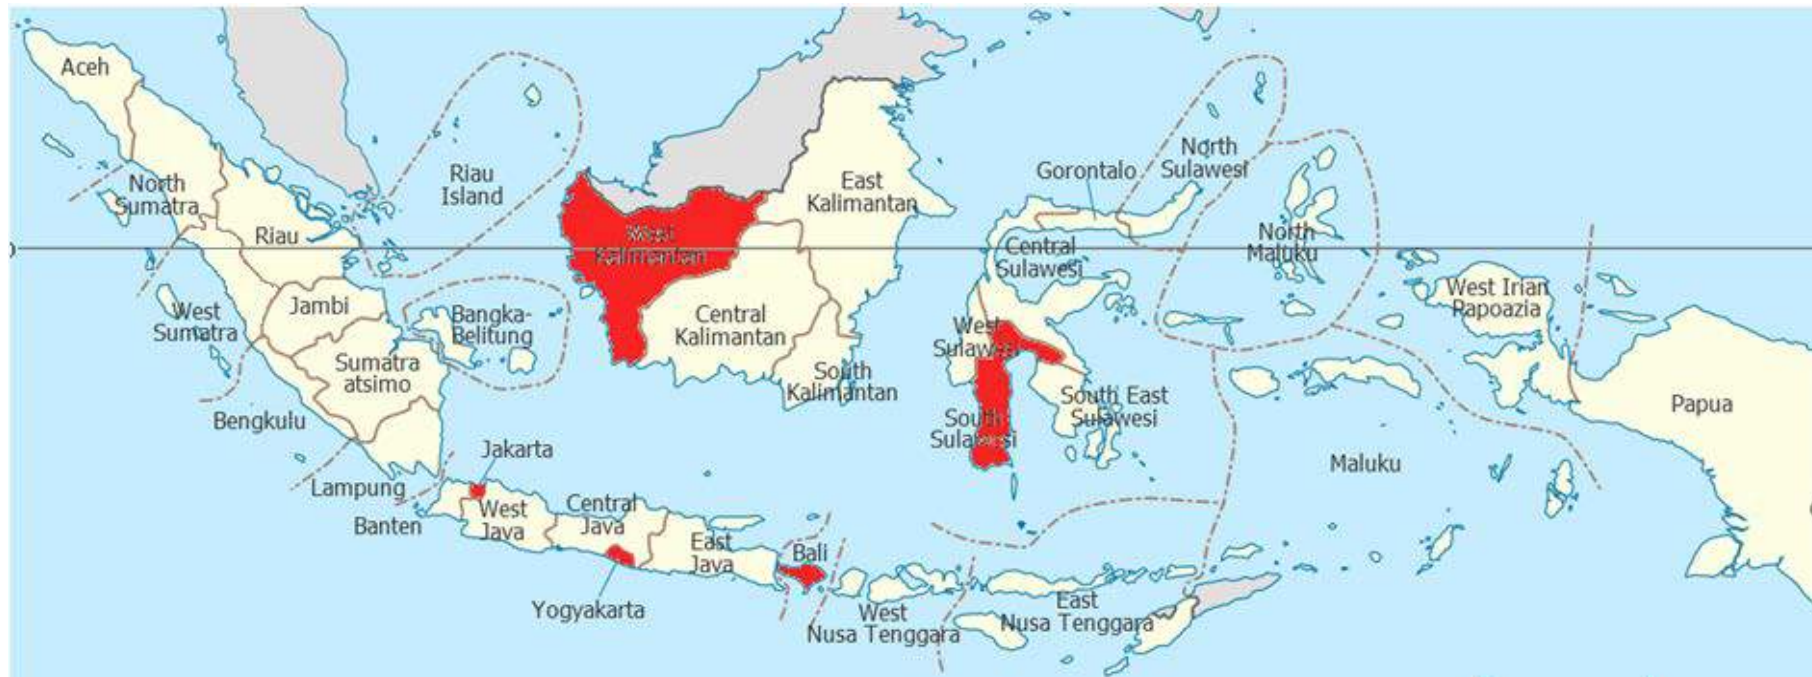 Aceh
North
Sumatra
Riau
Island
Riau
West
Sumatra
Jambi
Bangka-
Belitung
Sumatra
atsimo
Bengkulu
Lampung
Jakarta
Banten
West
Java
Central
Java
Yogyakarta
East
Java
Bali
West
Nusa Tenggara
East
Nusa Tenggara
West
Kalimantan
East
Kalimantan
Central
Kalimantan
South
Kalimantan
Gorontalo
North
Sulawesi
Central
Sulawesi
West
Sulawesi
South
Sulawesi
South East
Sulawesi
North
Maluku
Maluku
West Irian
Papoazia
Papua